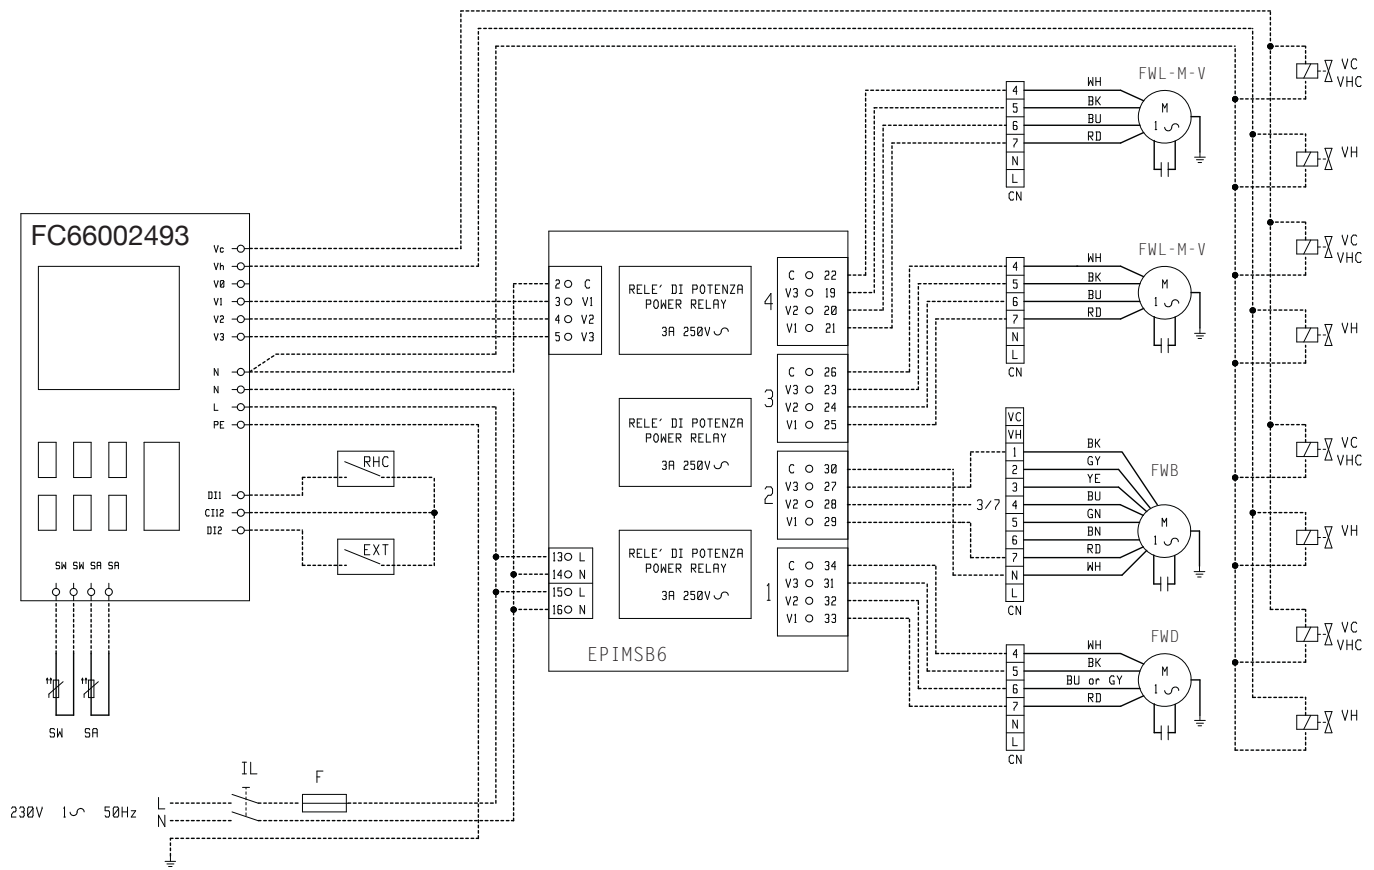 FC66002493
Vc
Vh
V0
V1
V2
V3
N
N
L
PE
DI1
CI12
DI2
SW SW SA SA
SW SA
RHC
EXT
IL
F
230V 1 50Hz
L
N
2 C
3 V1
4 V2
5 V3
13 L
14 N
15 L
16 N
RELE' DI POTENZA
POWER RELAY
3A 250V
RELE' DI POTENZA
POWER RELAY
3A 250V
RELE' DI POTENZA
POWER RELAY
3A 250V
EPIMSB6
4
C 22
V3 19
V2 20
V1 21
3
C 26
V3 23
V2 24
V1 25
2
C 30
V3 27
V2 28
V1 29
1
C 34
V3 31
V2 32
V1 33
FWL-M-V
4 WH
5 BK
6 BU
7 RD
N
L
CN
M
1
FWL-M-V
4 WH
5 BK
6 BU
7 RD
N
L
CN
M
1
FWB
3/7
VC
VH
1 BK
2 GY
3 YE
4 BU
5 GN
6 BN
7 RD
N WH
L
CN
M
1
FWD
4 WH
5 BK
6 BU or GY
7 RD
N
L
CN
M
1
VC
VHC
VH
VC
VHC
VH
VC
VHC
VH
VC
VHC
VH